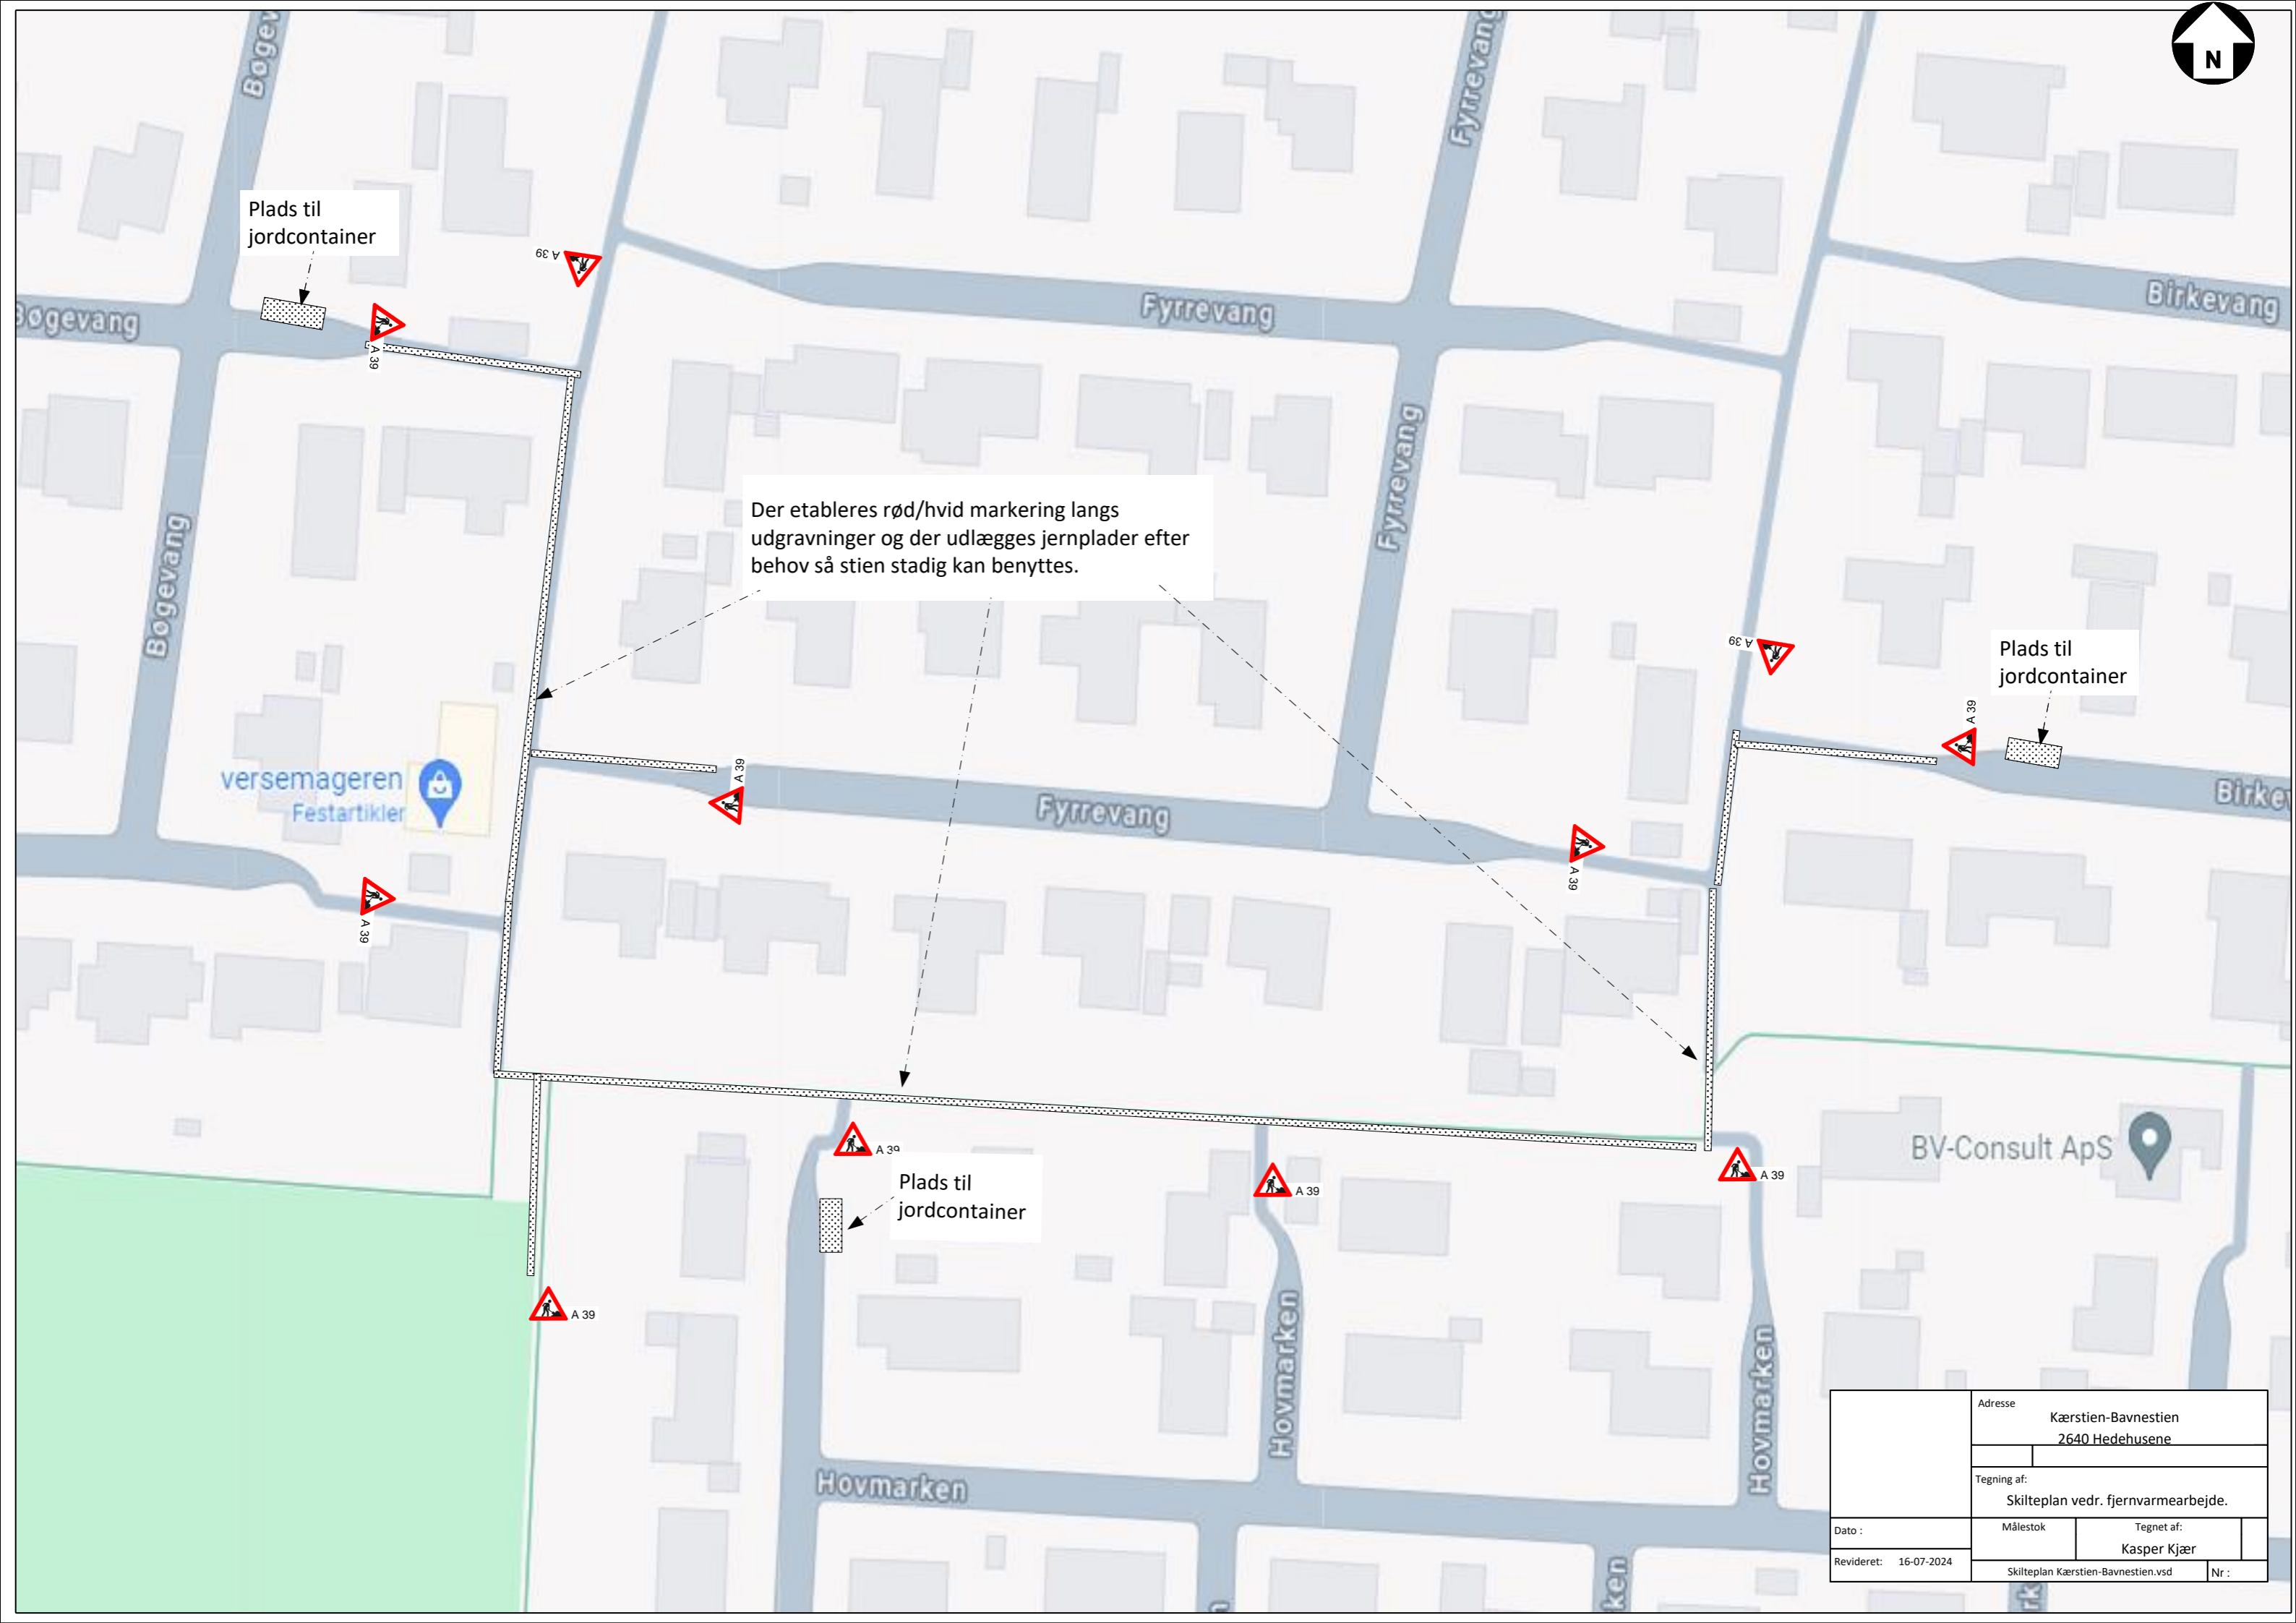 Bøgev
Fyrrevang
N
Plads til
jordcontainer
A 39
Bøgevang
A 39
Fyrrevang
Birkevang
Fyrrevang
Bøgevang
Der etableres rød/hvid markering langs
udgravninger og der udlægges jernplader efter
behov så stien stadig kan benyttes.
A 39
Plads til
jordcontainer
A 39
versemageren
Festartikler
A 39
Fyrrevang
A 39
Birkev
A 39
A 39
Plads til
jordcontainer
A 39
A 39
BV-Consult ApS
A 39
Hovmarken
Hovmarken
Hovmarken
ken
Adresse
Kærstien-Bavnestien
2640 Hedehusene
Tegning af:
Skilteplan vedr. fjernvarmearbejde.
Dato :
Målestok
Tegnet af:
Kasper Kjær
Revideret: 16-07-2024
Skilteplan Kærstien-Bavnestien.vsd
Nr :